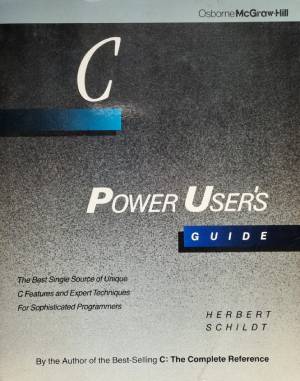 Osborne McGraw-Hill
C
POWER USER'S
GUIDE
The Best Single Source of Unique
C Features and Expert Techniques
For Sophisticated Programmers
HERBERT
SCHILDT
By the Author of the Best-Selling C: The Complete Reference